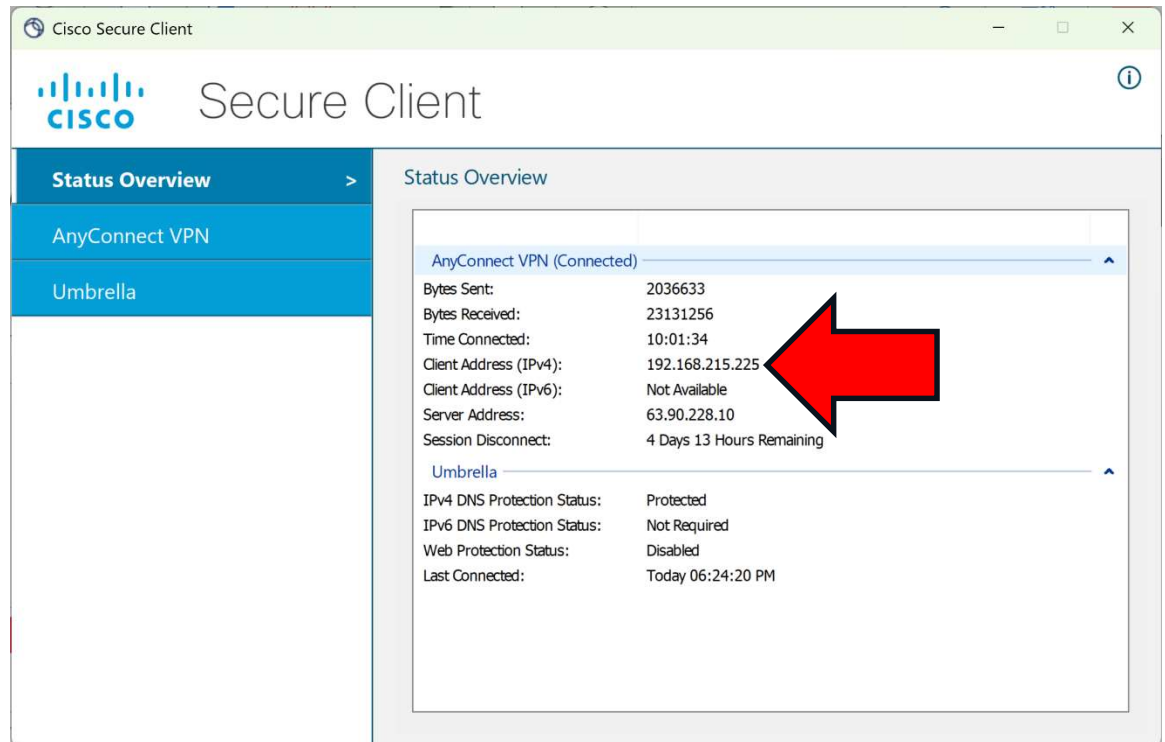 Cisco Secure Client
CISCO Secure Client
Status Overview >
AnyConnect VPN
Umbrella
Status Overview
AnyConnect VPN (Connected)
Bytes Sent: 2036633
Bytes Received: 23131256
Time Connected: 10:01:34
Client Address (IPv4): 192.168.215.225
Client Address (IPv6): Not Available
Server Address: 63.90.228.10
Session Disconnect: 4 Days 13 Hours Remaining
Umbrella
IPv4 DNS Protection Status: Protected
IPv6 DNS Protection Status: Not Required
Web Protection Status: Disabled
Last Connected: Today 06:24:20 PM